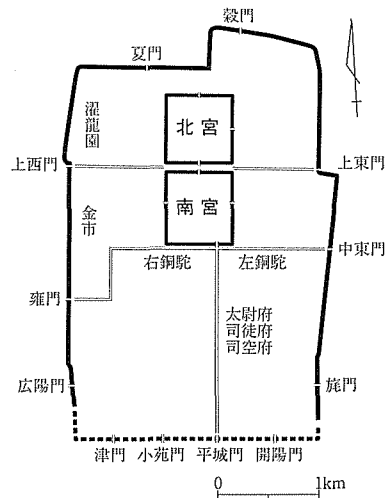 穀門
夏門
濯龍園
北宮
上西門
上東門
南宮
金市
右銅駝
左銅駝
中東門
雍門
太尉府
司徒府
司空府
広陽門
旄門
津門
小苑門
平城門
開陽門
0
1km